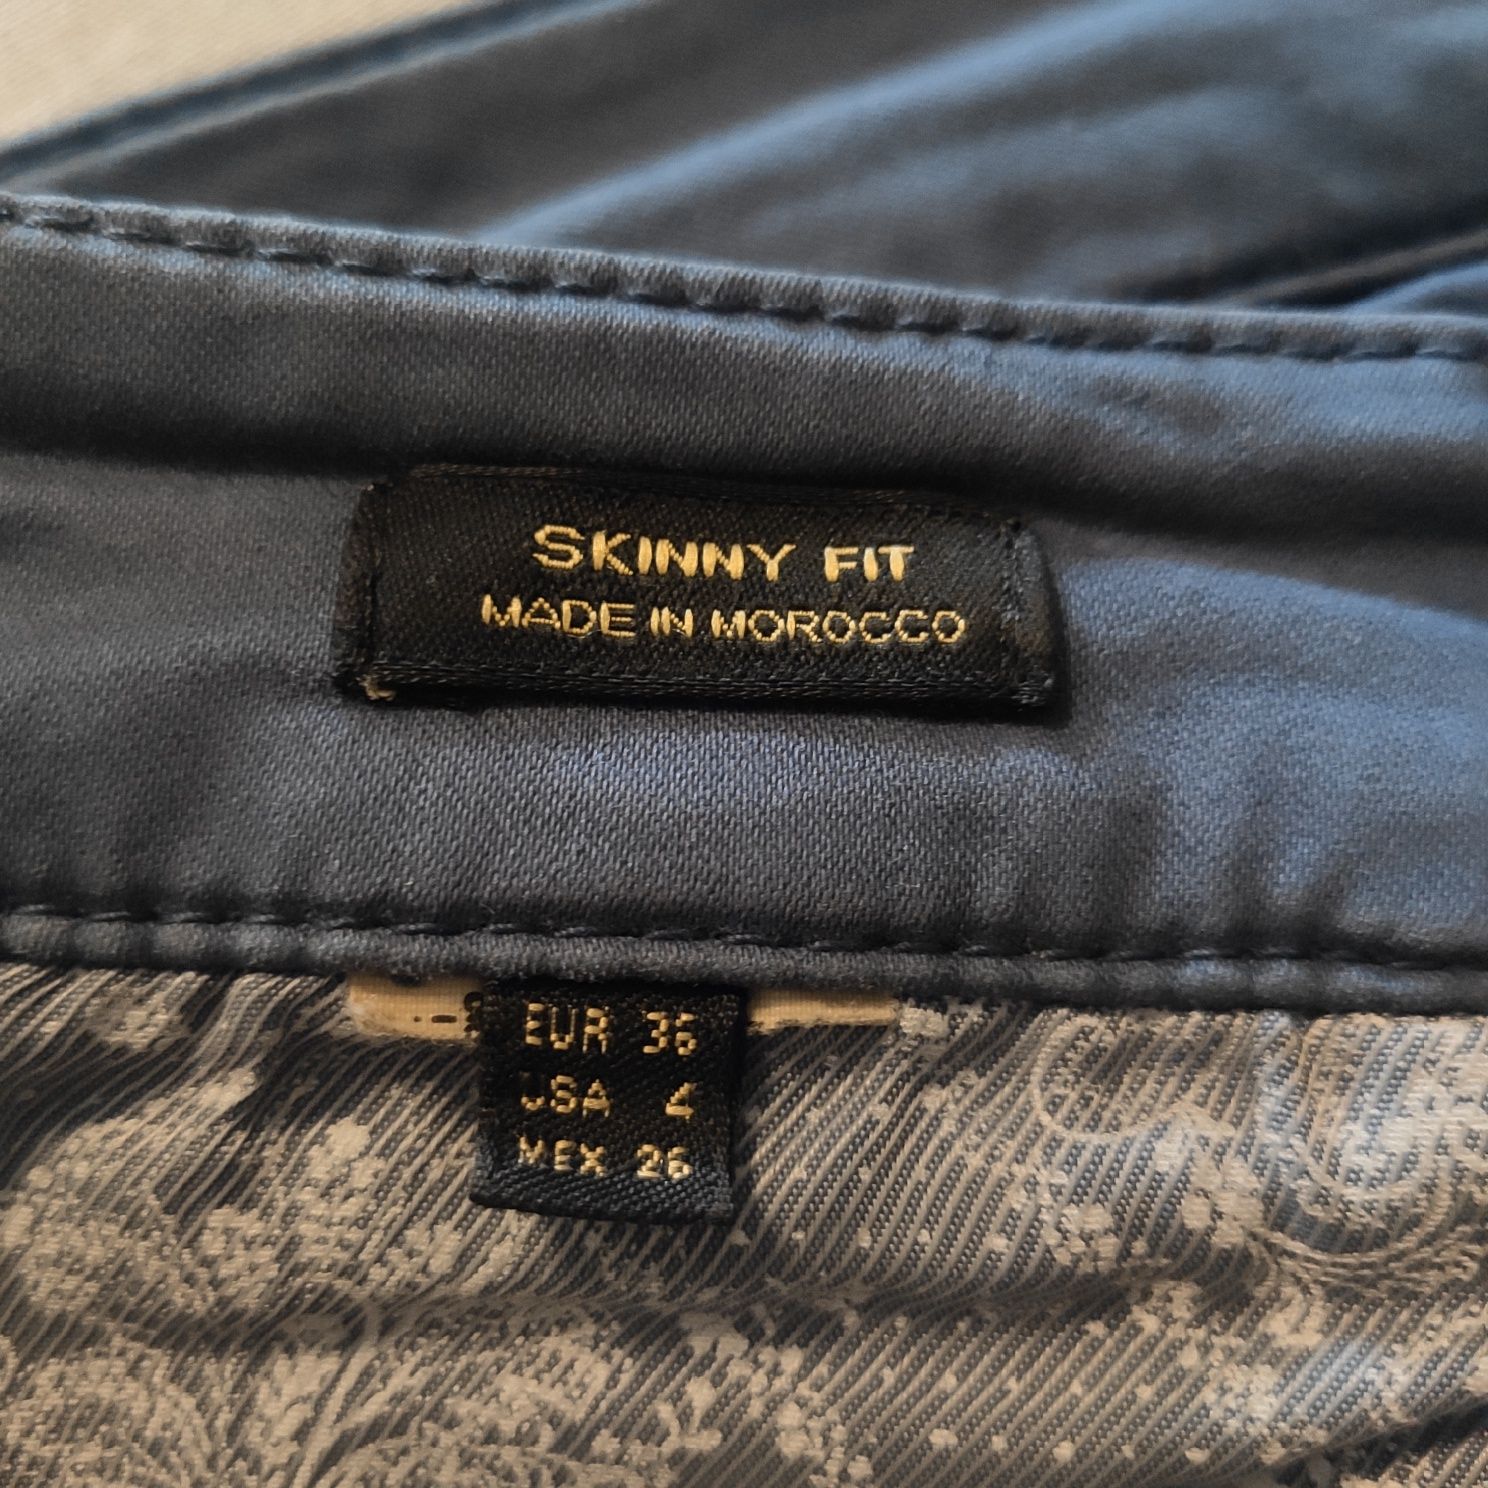 SKINNY FIT
MADE IN MOROCCO
EUR 36
USA 4
MEX 26